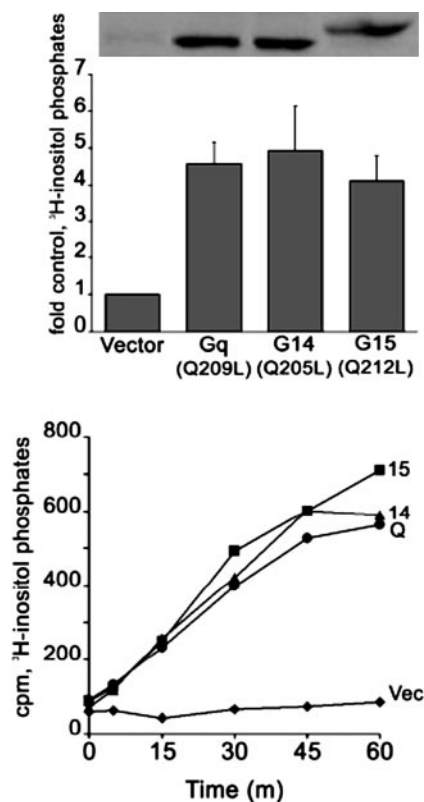 7
6
5
4
3
2
1
0
fold control, ³H-inositol phosphates
Vector Gq G14 G15
(Q209L) (Q205L) (Q212L)
800
600
400
200
0
cpm, ³H-inositol phosphates
15
14
Q
Vec
0 15 30 45 60
Time (m)